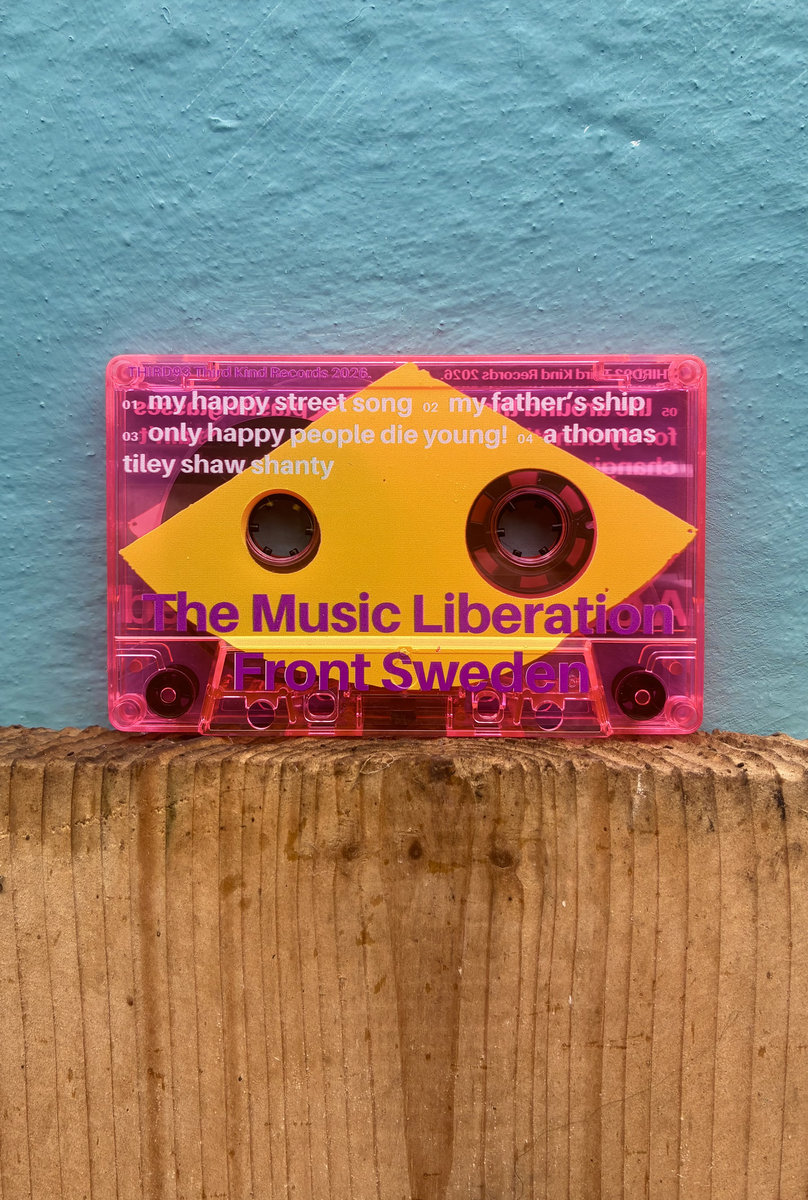 THIRD93 Third Kind Records 2026.
01 my happy street song 02 my father's ship
03 only happy people die young! 04 a thomas
tiley shaw shanty
The Music Liberation
Front Sweden